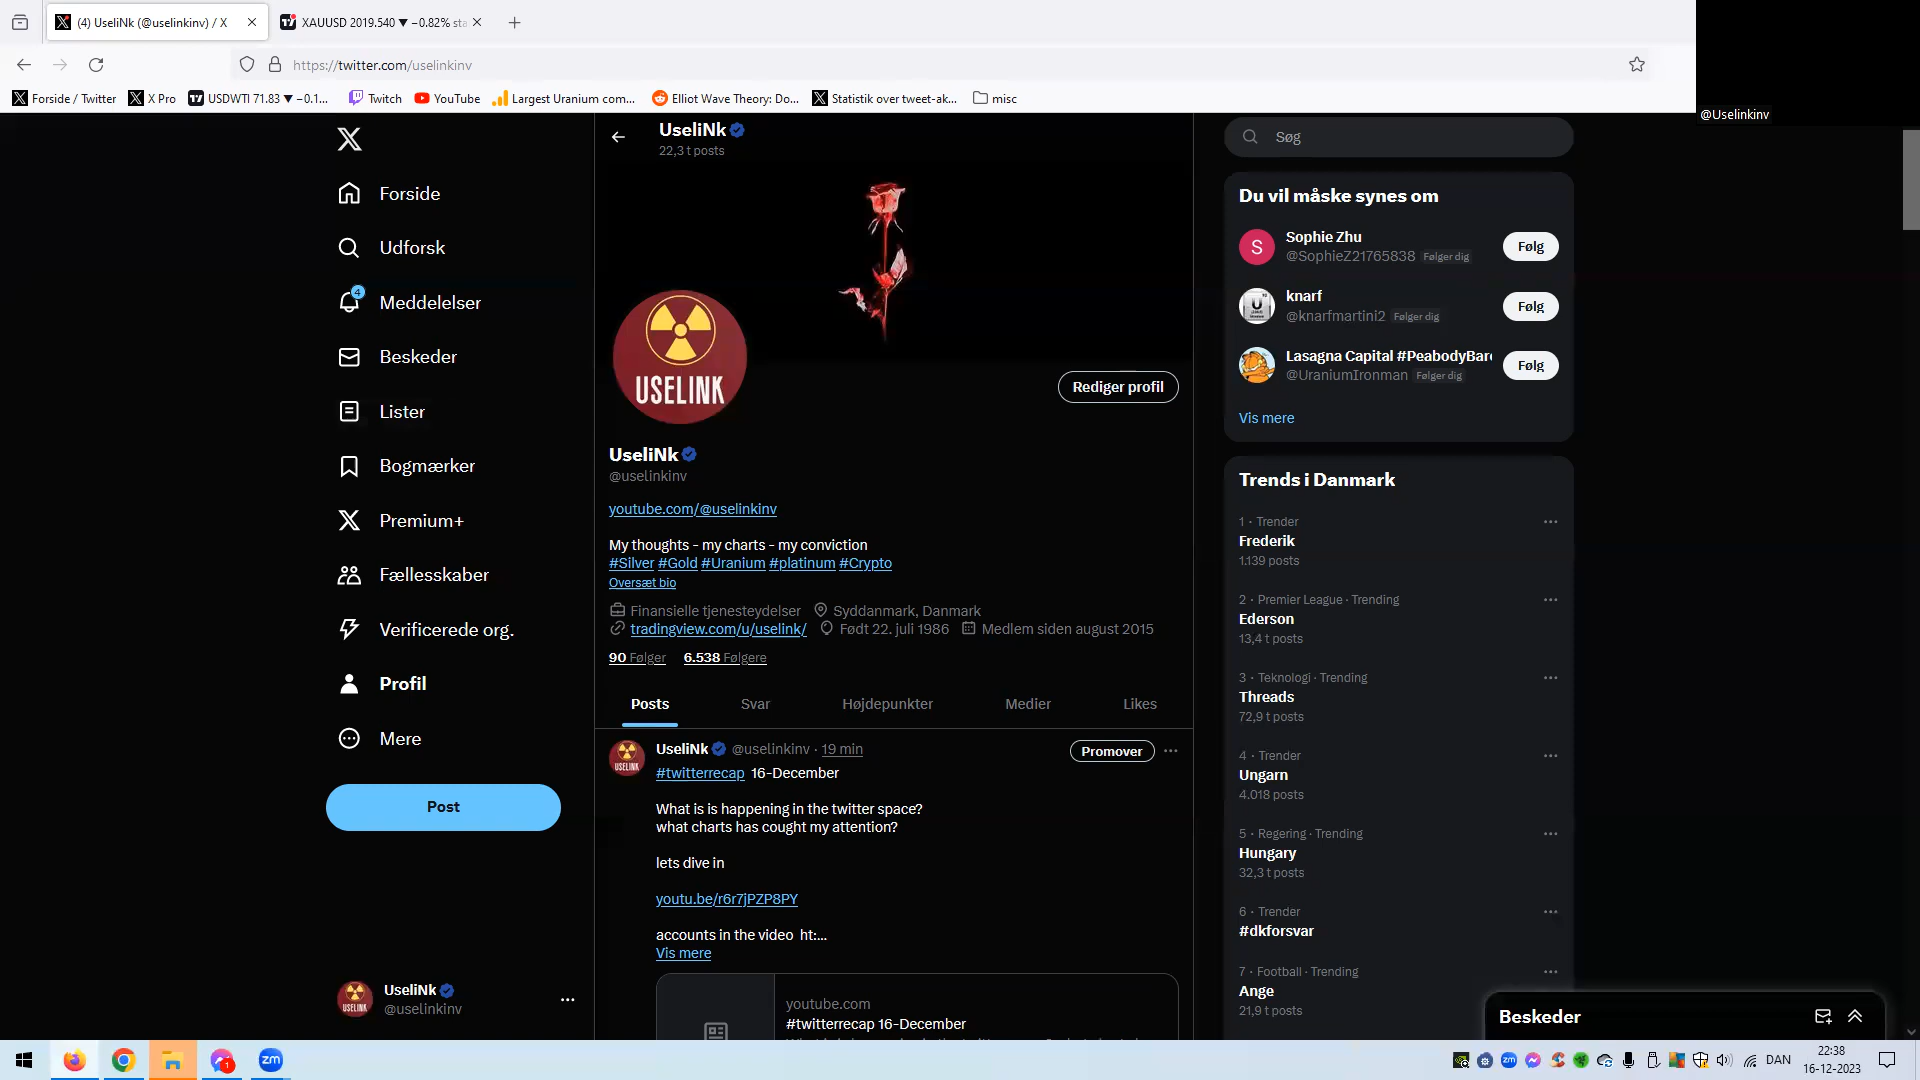 (4) UseliNk (@uselinkinv) / X
XAUUSD 2019.540 ▼ −0.82%
https://twitter.com/uselinkinv
Forside / Twitter
X Pro
USDWTI 71.83 ▼ −0.1...
Twitch
YouTube
Largest Uranium com...
Elliot Wave Theory: Do...
Statistik over tweet-ak...
misc
@Uselinkinv
Forside
Udforsk
4
Meddelelser
Beskeder
Lister
Bogmærker
Premium+
Fællesskaber
Verificerede org.
Profil
Mere
Post
UseliNk
@uselinkinv
UseliNk
22,3 t posts
USELINK
Rediger profil
UseliNk
@uselinkinv
youtube.com/@uselinkinv
My thoughts - my charts - my conviction
#Silver #Gold #Uranium #platinum #Crypto
Oversæt bio
Finansielle tjenesteydelser Syddanmark, Danmark
tradingview.com/u/uselink/ Født 22. juli 1986 Medlem siden august 2015
90 Følger 6.538 Følgere
Posts Svar Højdepunkter Medier Likes
USELINK
UseliNk @uselinkinv · 19 min
Promover
#twitterrecap 16-December
What is is happening in the twitter space?
what charts has cought my attention?
lets dive in
youtu.be/r6r7jPZP8PY
accounts in the video ht:...
Vis mere
youtube.com
#twitterrecap 16-December
Søg
Du vil måske synes om
S
Sophie Zhu
@SophieZ21765838 Følger dig
Følg
U
knarf
@knarfmartini2 Følger dig
Følg
Lasagna Capital #PeabodyBar
@UraniumIronman Følger dig
Følg
Vis mere
Trends i Danmark
1 · Trender
Frederik
1.139 posts
2 · Premier League · Trending
Ederson
13,4 t posts
3 · Teknologi · Trending
Threads
72,9 t posts
4 · Trender
Ungarn
4.018 posts
5 · Regering · Trending
Hungary
32,3 t posts
6 · Trender
#dkforsvar
7 · Football · Trending
Ange
21,9 t posts
Beskeder
1
zm
zm
DAN
22:38
16-12-2023